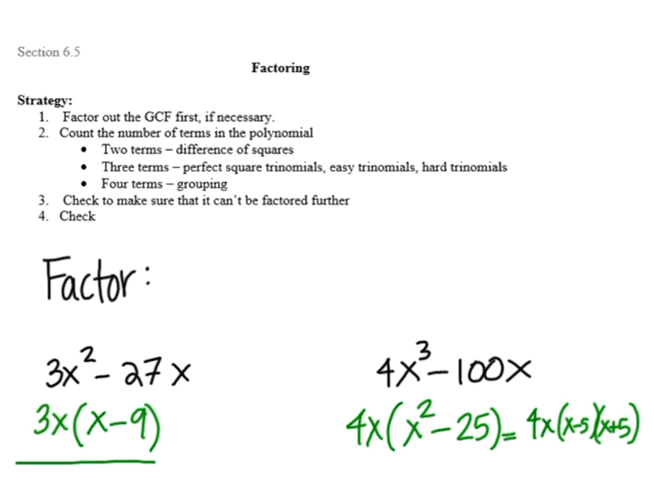 Section 6.5
Factoring
Strategy:
1. Factor out the GCF first, if necessary.
2. Count the number of terms in the polynomial
• Two terms – difference of squares
• Three terms – perfect square trinomials, easy trinomials, hard trinomials
• Four terms – grouping
3. Check to make sure that it can't be factored further
4. Check
Factor:
3x² - 27x
3x(x-9)
4x³ - 100x
4x(x² - 25) = 4x(x-5)(x+5)